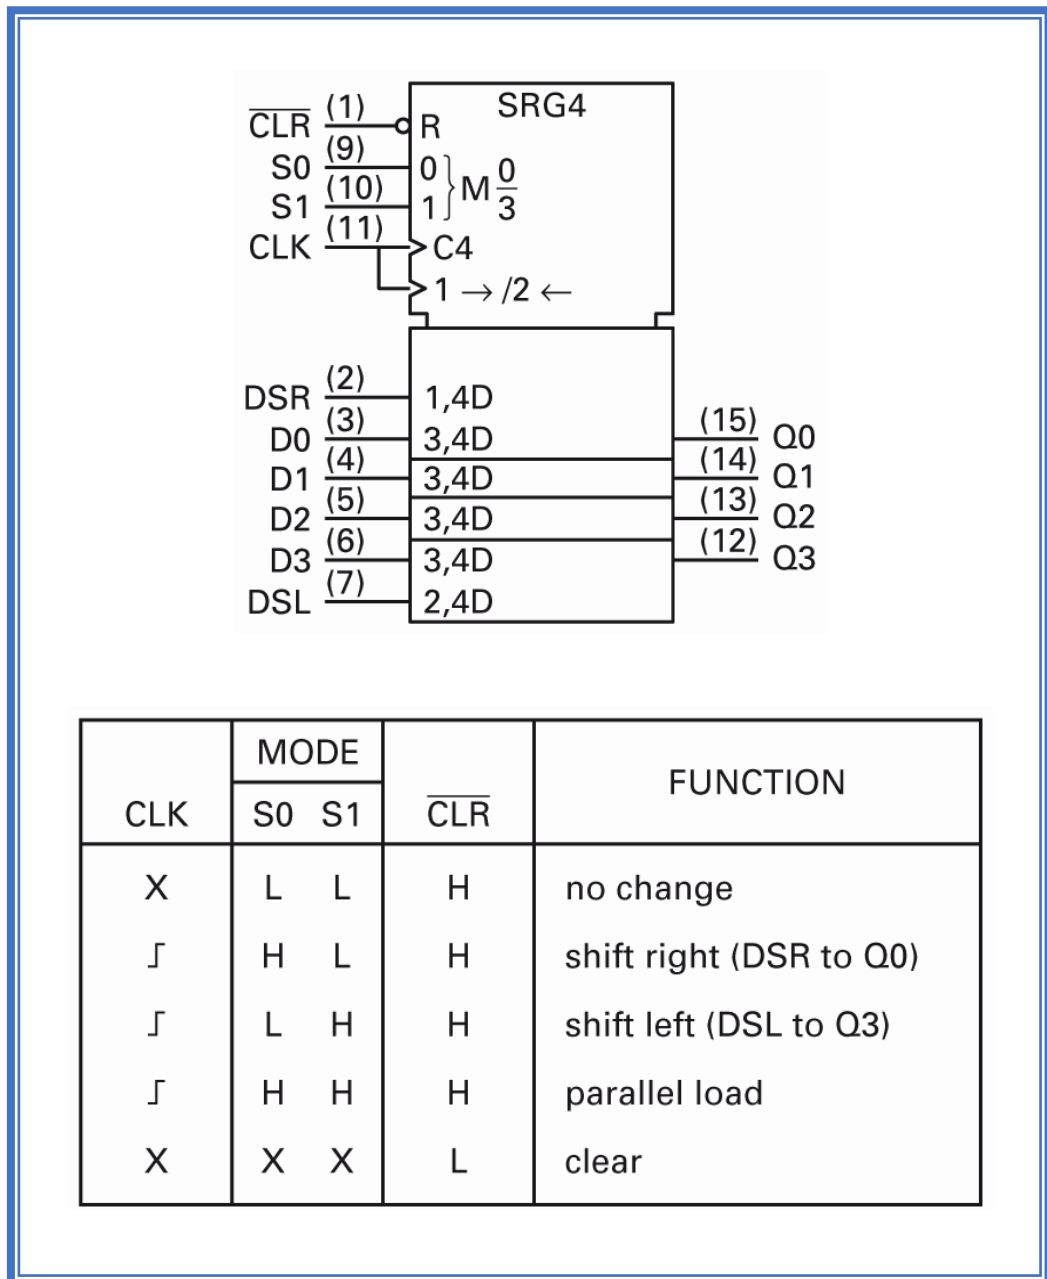 SRG4
C̅L̅R̅ (1) R
S0 (9) 0
S1 (10) 1 } M 0/3
CLK (11) C4
1 → /2 ←
DSR (2) 1,4D
D0 (3) 3,4D (15) Q0
D1 (4) 3,4D (14) Q1
D2 (5) 3,4D (13) Q2
D3 (6) 3,4D (12) Q3
DSL (7) 2,4D
MODE
FUNCTION
CLK S0 S1 C̅L̅R̅
X L L H no change
⎍ H L H shift right (DSR to Q0)
⎍ L H H shift left (DSL to Q3)
⎍ H H H parallel load
X X X L clear